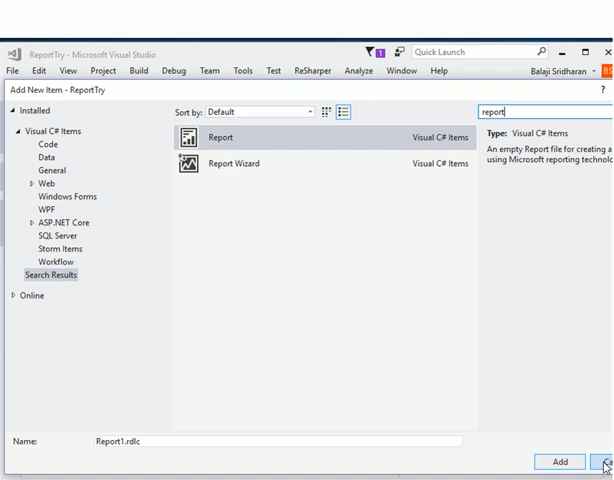 ReportTry - Microsoft Visual Studio
1
Quick Launch
File Edit View Project Build Debug Team Tools Test ReSharper Analyze Window Help
Balaji Sridharan
BS
Add New Item - ReportTry
?
Installed
Sort by: Default
report
Visual C# Items
Code
Data
General
Web
Windows Forms
WPF
ASP.NET Core
SQL Server
Storm Items
Workflow
Search Results
Online
Report Visual C# Items
Report Wizard Visual C# Items
Type: Visual C# Items
An empty Report file for creating a
using Microsoft reporting technolo
Name: Report1.rdlc
Add